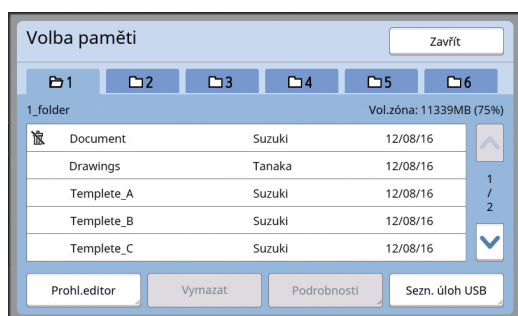 Volba paměti Zavřít
1 2 3 4 5 6
1_folder Vol.zóna: 11339MB (75%)
Document Suzuki 12/08/16
Drawings Tanaka 12/08/16
Templete_A Suzuki 12/08/16
Templete_B Suzuki 12/08/16
Templete_C Suzuki 12/08/16
1
/
2
Prohl.editor Vymazat Podrobnosti Sezn. úloh USB